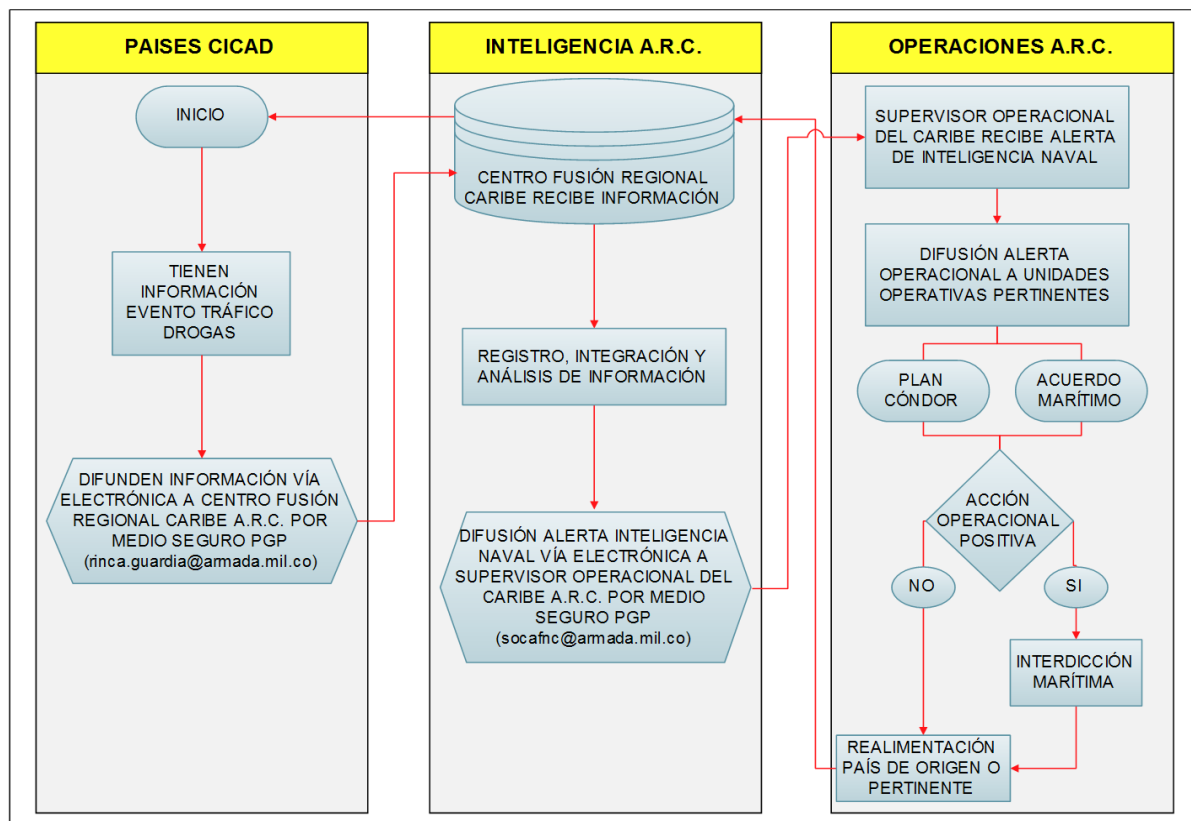 PAISES CICAD
INICIO
TIENEN
INFORMACIÓN
EVENTO TRÁFICO
DROGAS
DIFUNDEN INFORMACIÓN VÍA
ELECTRÓNICA A CENTRO FUSIÓN
REGIONAL CARIBE A.R.C. POR
MEDIO SEGURO PGP
(rinca.guardia@armada.mil.co)
INTELIGENCIA A.R.C.
CENTRO FUSIÓN REGIONAL
CARIBE RECIBE INFORMACIÓN
REGISTRO, INTEGRACIÓN Y
ANÁLISIS DE INFORMACIÓN
DIFUSIÓN ALERTA INTELIGENCIA
NAVAL VÍA ELECTRÓNICA A
SUPERVISOR OPERACIONAL DEL
CARIBE A.R.C. POR MEDIO
SEGURO PGP
(socafnc@armada.mil.co)
OPERACIONES A.R.C.
SUPERVISOR OPERACIONAL
DEL CARIBE RECIBE ALERTA
DE INTELIGENCIA NAVAL
DIFUSIÓN ALERTA
OPERACIONAL A UNIDADES
OPERATIVAS PERTINENTES
PLAN
CÓNDOR
ACUERDO
MARÍTIMO
ACCIÓN
OPERACIONAL
POSITIVA
NO
SI
INTERDICCIÓN
MARÍTIMA
REALIMENTACIÓN
PAÍS DE ORIGEN O
PERTINENTE